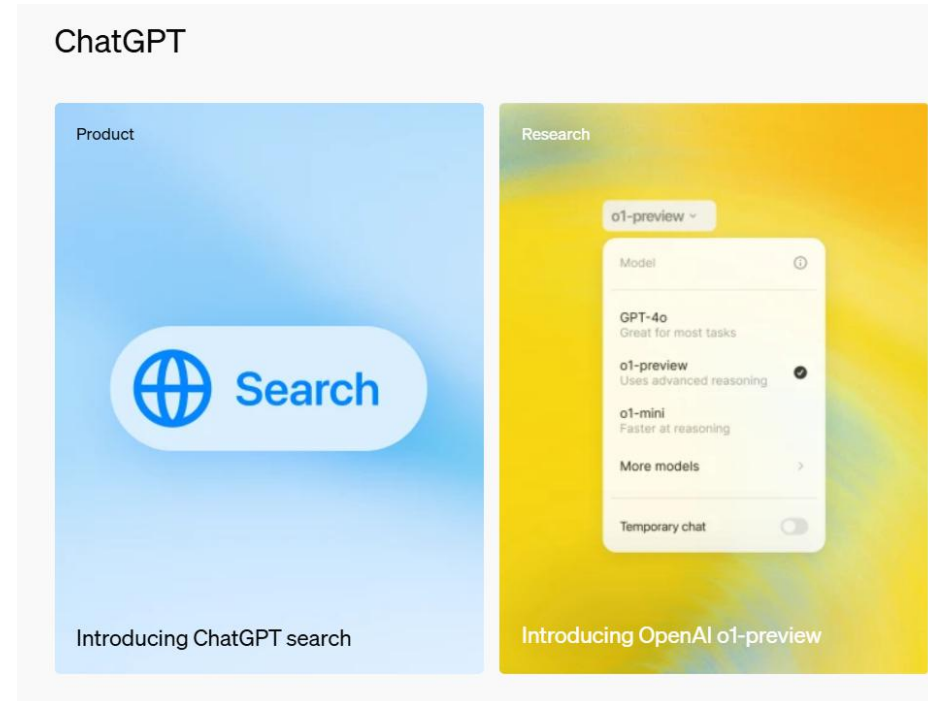 ChatGPT
Product
Search
Introducing ChatGPT search
Research
o1-preview
Model
GPT-4o
Great for most tasks
o1-preview
Uses advanced reasoning
o1-mini
Faster at reasoning
More models
Temporary chat
Introducing OpenAI o1-preview